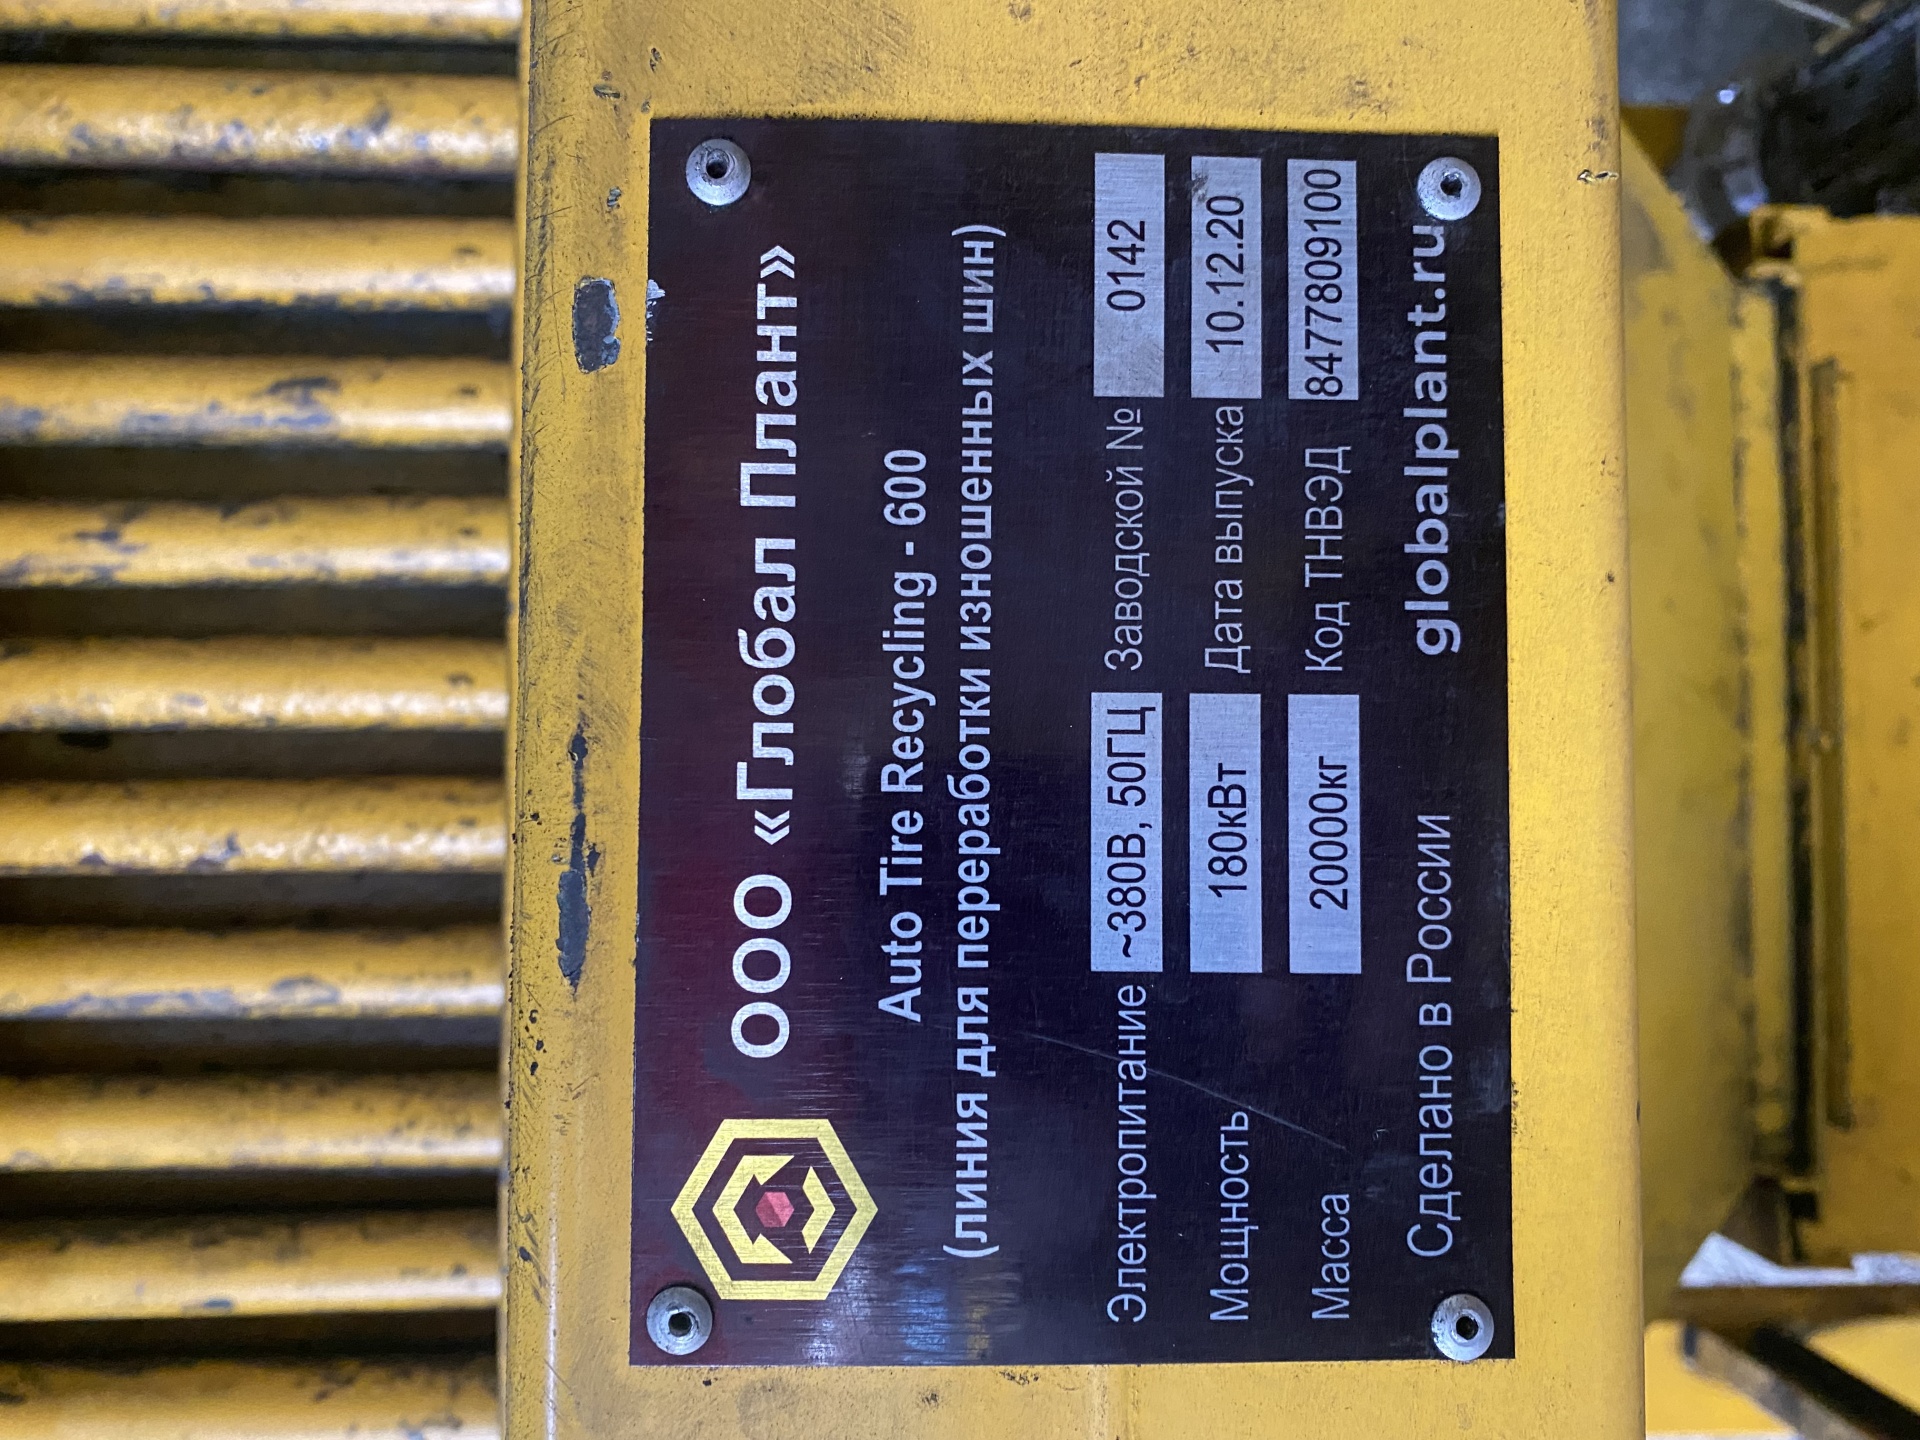 ООО «Глобал Плант»
Auto Tire Recycling - 600
(линия для переработки изношенных шин)
Электропитание ~380В, 50ГЦ Заводской № 0142
Мощность 180кВт Дата выпуска 10.12.20
Масса 20000кг Код ТНВЭД 8477809100
Сделано в России globalplant.ru